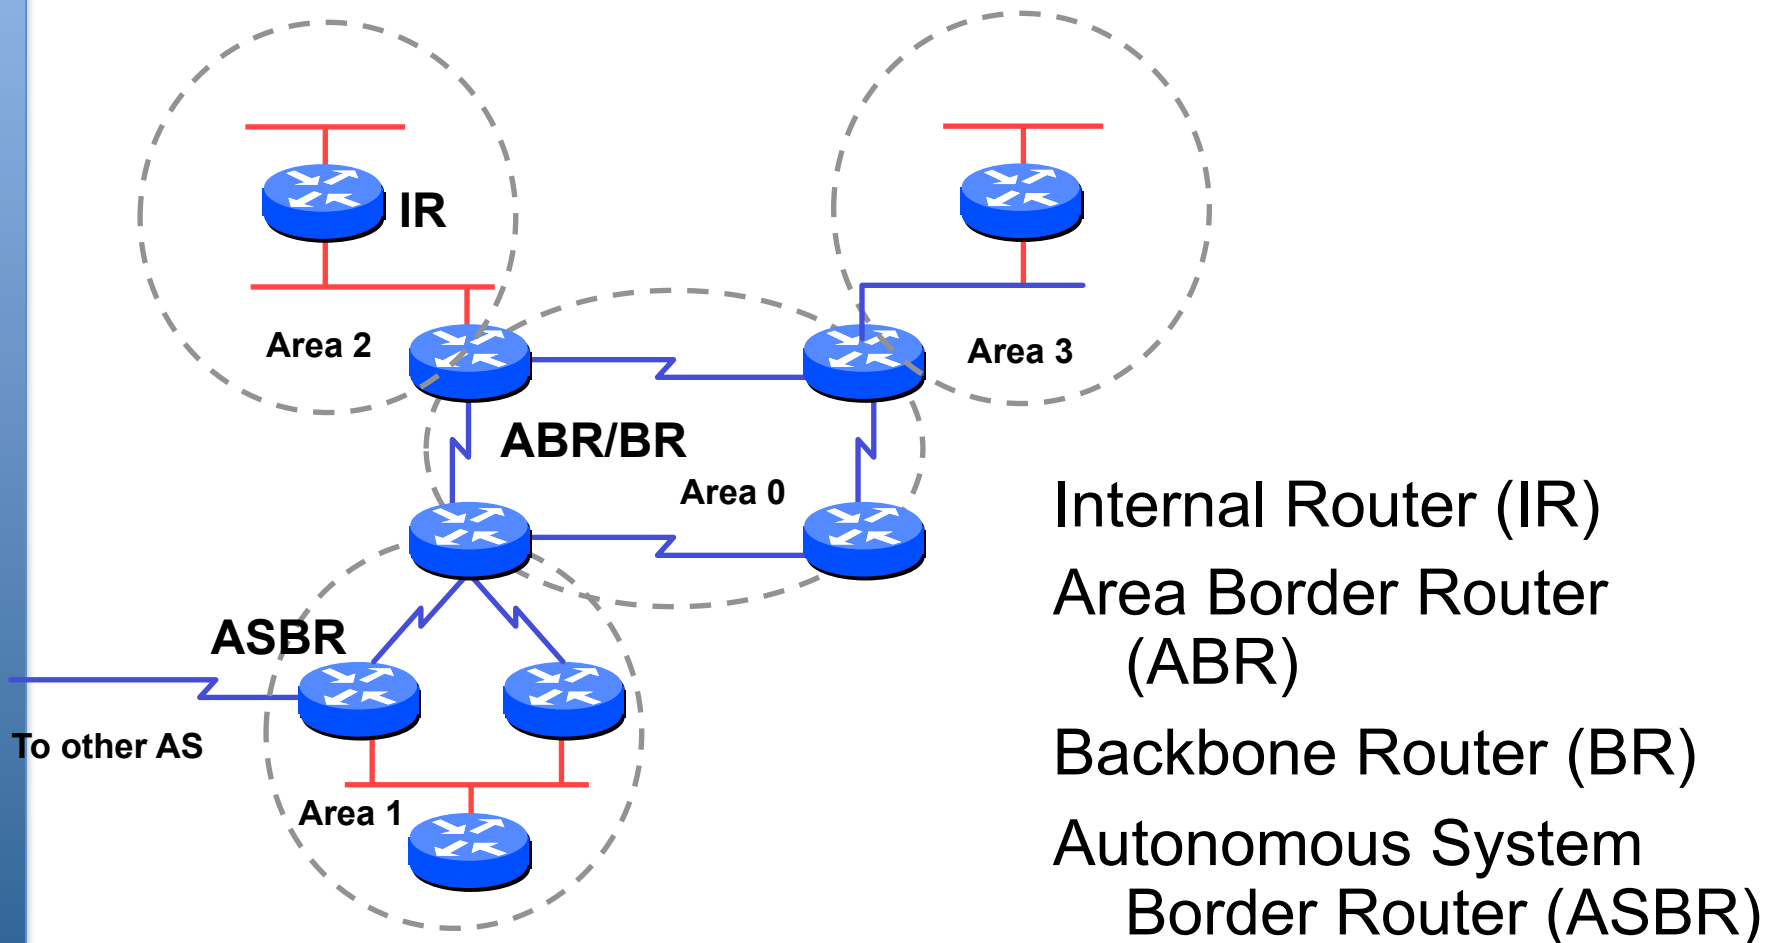 IR
Area 2
Area 3
ABR/BR
Area 0
ASBR
To other AS
Area 1
Internal Router (IR)
Area Border Router
(ABR)
Backbone Router (BR)
Autonomous System
Border Router (ASBR)